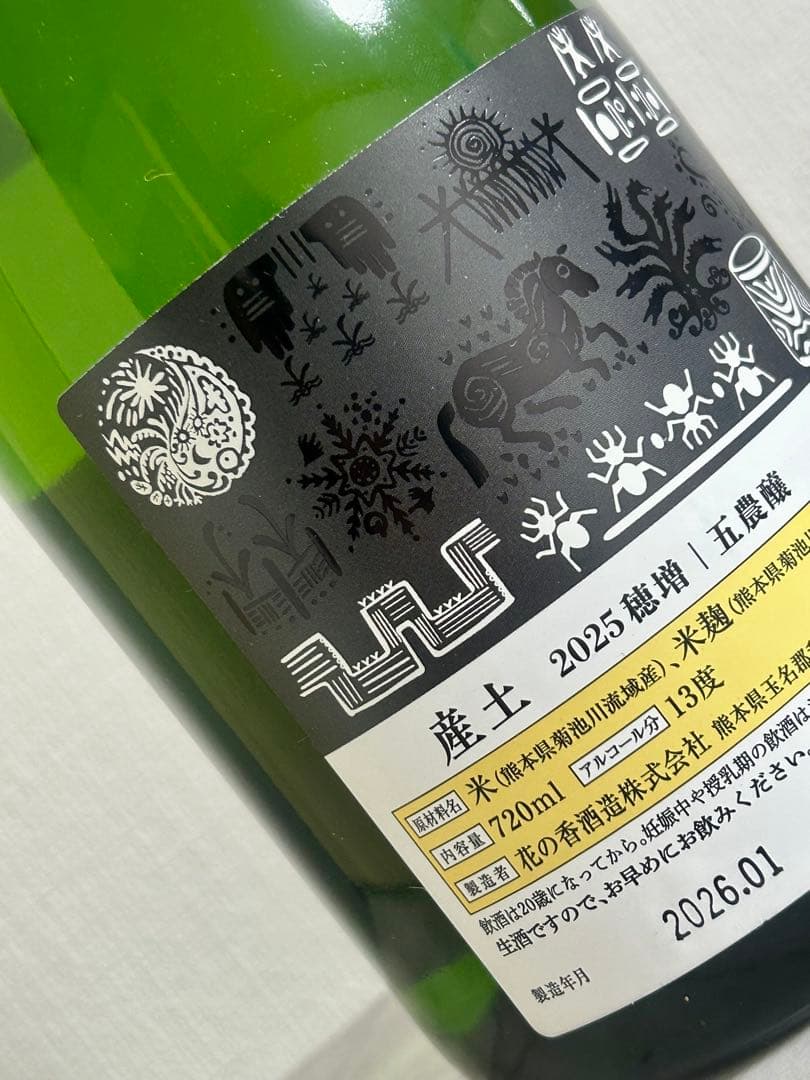 産土 2025 穂増｜五農醸
原材料名 米(熊本県菊池川流域産)、米麹(熊本県菊池川
内容量 720ml アルコール分 13度
製造者 花の香酒造株式会社 熊本県玉名郡
飲酒は20歳になってから。妊娠中や授乳期の飲酒は
生酒ですので、お早めにお飲みください。
製造年月 2026.01